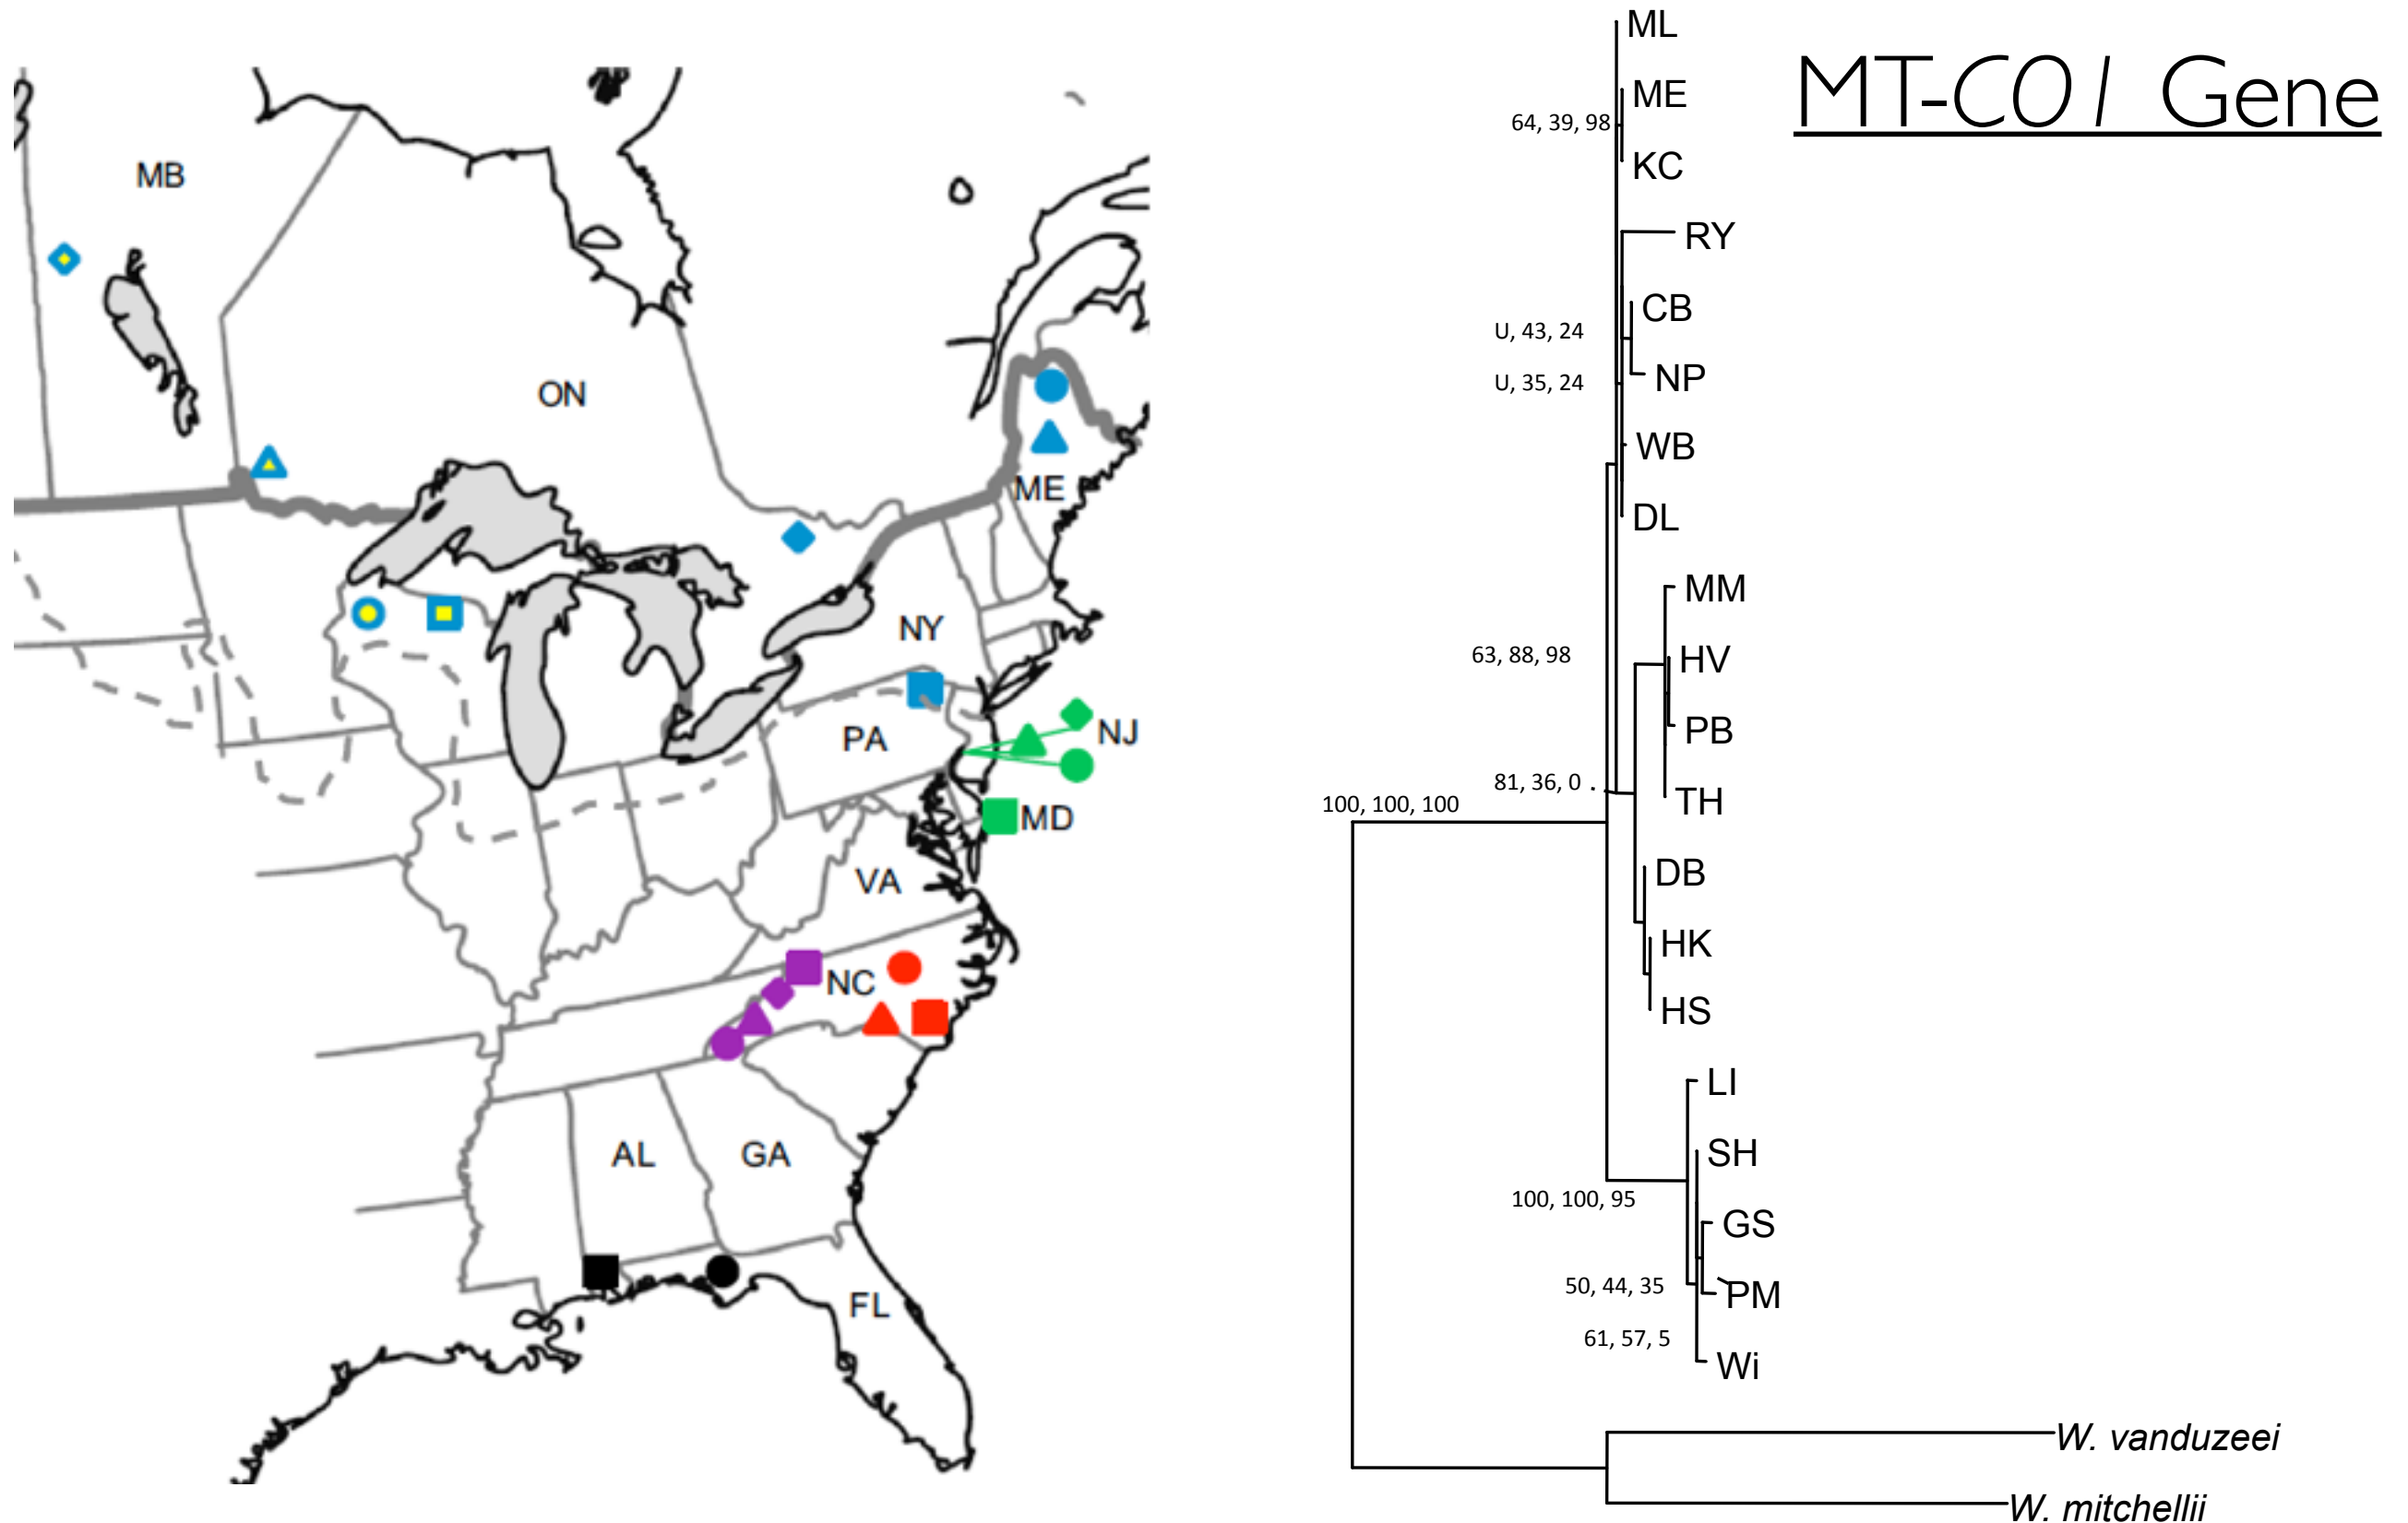 MB
ON
ME
NY
PA
NJ
MD
VA
NC
AL
GA
FL
MT-CO1 Gene
ML
ME
64, 39, 98
KC
RY
CB
U, 43, 24
NP
U, 35, 24
WB
DL
MM
63, 88, 98
HV
PB
81, 36, 0
TH
100, 100, 100
DB
HK
HS
LI
SH
100, 100, 95
GS
50, 44, 35
PM
61, 57, 5
Wi
W. vanduzeei
W. mitchellii